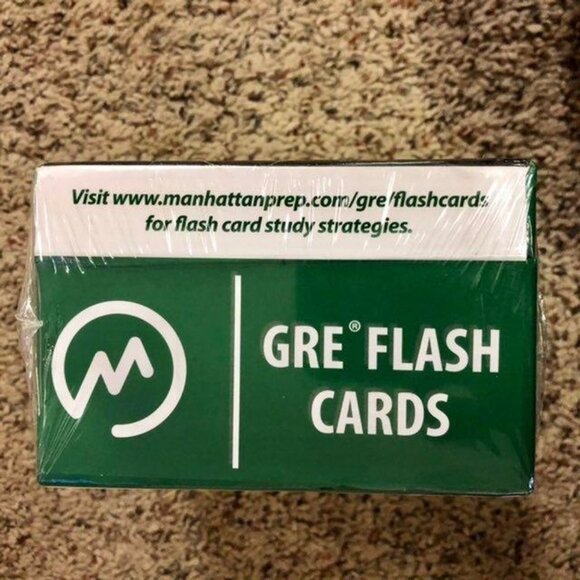 Visit www.manhattanprep.com/gre/flashcards
for flash card study strategies.
GRE® FLASH
CARDS